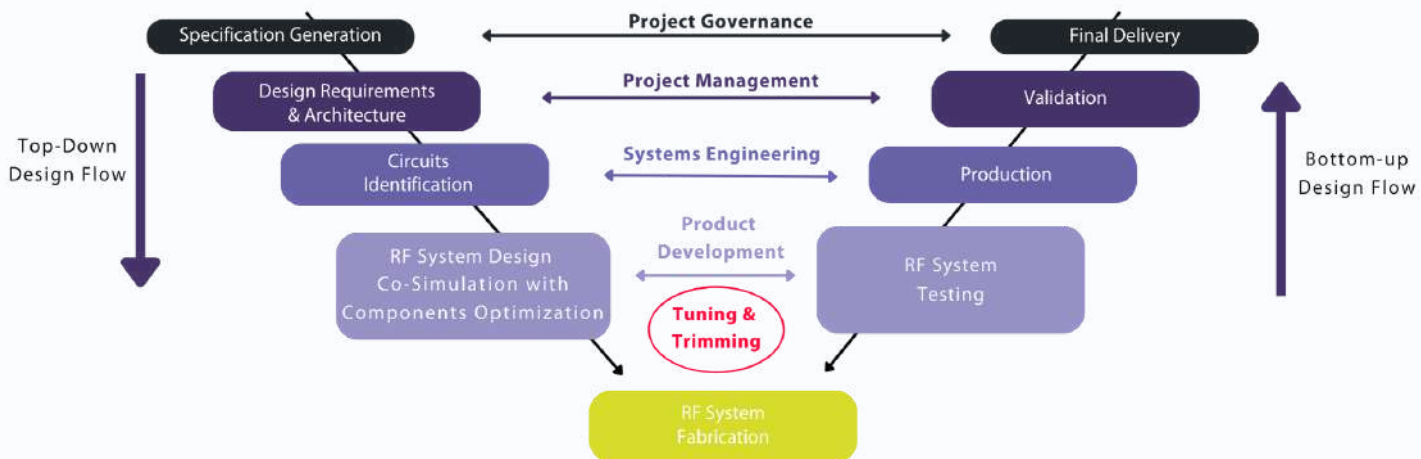 Project Governance
Specification Generation
Final Delivery
Project Management
Design Requirements
& Architecture
Validation
Top-Down
Design Flow
Systems Engineering
Circuits
Identification
Production
Bottom-up
Design Flow
Product
Development
RF System Design
Co-Simulation with
Components Optimization
RF System
Testing
Tuning &
Trimming
RF System
Fabrication